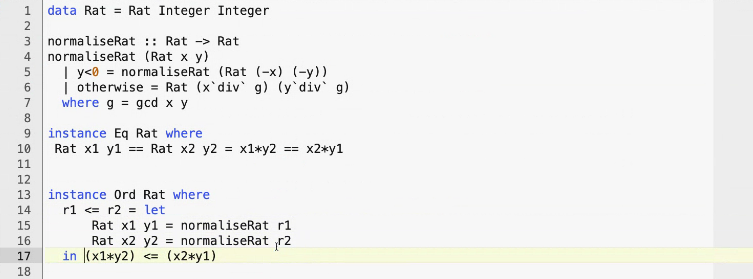 1 data Rat = Rat Integer Integer
2
3 normaliseRat :: Rat -> Rat
4 normaliseRat (Rat x y)
5   | y<0 = normaliseRat (Rat (-x) (-y))
6   | otherwise = Rat (x`div` g) (y`div` g)
7   where g = gcd x y
8
9 instance Eq Rat where
10  Rat x1 y1 == Rat x2 y2 = x1*y2 == x2*y1
11
12
13 instance Ord Rat where
14   r1 <= r2 = let
15       Rat x1 y1 = normaliseRat r1
16       Rat x2 y2 = normaliseRat r2
17   in (x1*y2) <= (x2*y1)
18